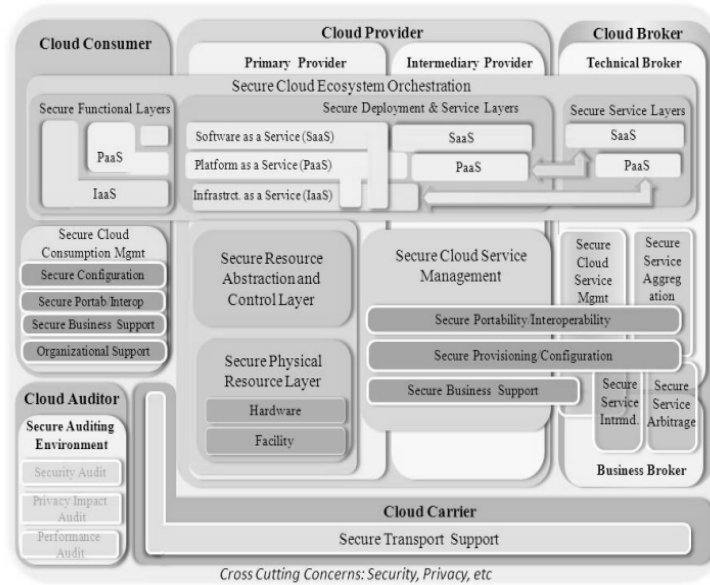 Cloud Consumer
Cloud Provider
Cloud Broker
Primary Provider
Intermediary Provider
Technical Broker
Secure Cloud Ecosystem Orchestration
Secure Functional Layers
PaaS
IaaS
Secure Deployment & Service Layers
Software as a Service (SaaS)
Platform as a Service (PaaS)
Infrastrct. as a Service (IaaS)
SaaS
PaaS
Secure Service Layers
SaaS
PaaS
Secure Cloud
Consumption Mgmt
Secure Configuration
Secure Portab/Interop
Secure Business Support
Organizational Support
Secure Resource
Abstraction and
Control Layer
Secure Physical
Resource Layer
Hardware
Facility
Secure Cloud Service
Management
Secure Portability/Interoperability
Secure Provisioning/Configuration
Secure Business Support
Secure
Cloud
Service
Mgmt
Secure
Service
Aggreg
ation
Secure
Service
Intrmd.
Secure
Service
Arbitrage
Business Broker
Cloud Auditor
Secure Auditing
Environment
Security Audit
Privacy Impact
Audit
Performance
Audit
Cloud Carrier
Secure Transport Support
Cross Cutting Concerns: Security, Privacy, etc